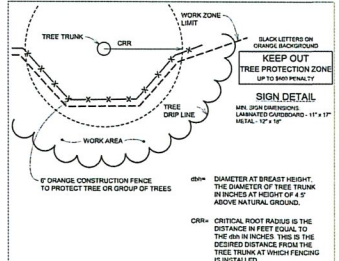 TREE TRUNK
CRR
WORK ZONE
LIMIT
BLACK LETTERS ON
ORANGE BACKGROUND
KEEP OUT
TREE PROTECTION ZONE
UP TO $500 PENALTY
SIGN DETAIL
MIN. SIGN DIMENSIONS
LAMINATED CARDBOARD - 11" x 17"
METAL - 12" x 18"
TREE
DRIP LINE
WORK AREA
6' ORANGE CONSTRUCTION FENCE
TO PROTECT TREE OR GROUP OF TREES
dbh= DIAMETER AT BREAST HEIGHT.
THE DIAMETER OF TREE TRUNK
IN INCHES AT HEIGHT OF 4.5'
ABOVE NATURAL GROUND.
CRR= CRITICAL ROOT RADIUS IS THE
DISTANCE IN FEET EQUAL TO
THE dbh IN INCHES. THIS IS THE
DESIRED DISTANCE FROM THE
TREE TRUNK AT WHICH FENCING
IS INSTALLED